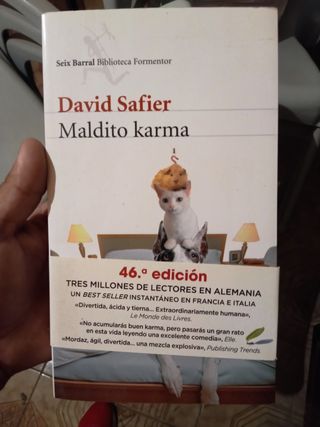 Seix Barral Biblioteca Formentor
David Safier
Maldito karma
46.ª edición
TRES MILLONES DE LECTORES EN ALEMANIA
UN BEST SELLER INSTANTÁNEO EN FRANCIA E ITALIA
«Divertida, ácida y tierna... Extraordinariamente humana»,
Le Monde des Livres.
«No acumularás buen karma, pero pasarás un gran rato
en esta vida leyendo una excelente comedia», Elle.
«Mordaz, ágil, divertida... una mezcla explosiva», Publishing Trends